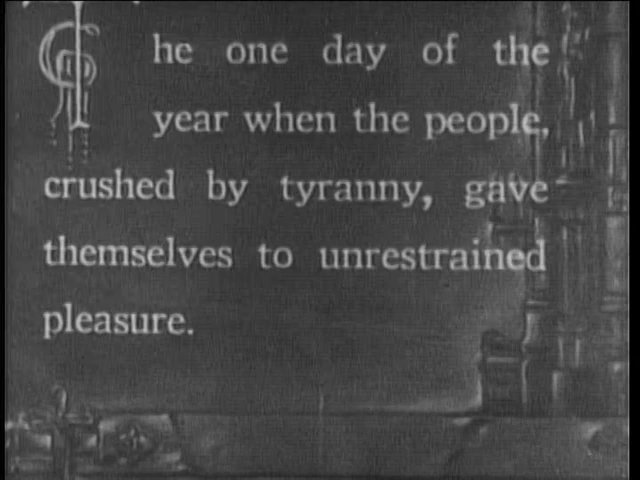 The one day of the
year when the people,
crushed by tyranny, gave
themselves to unrestrained
pleasure.